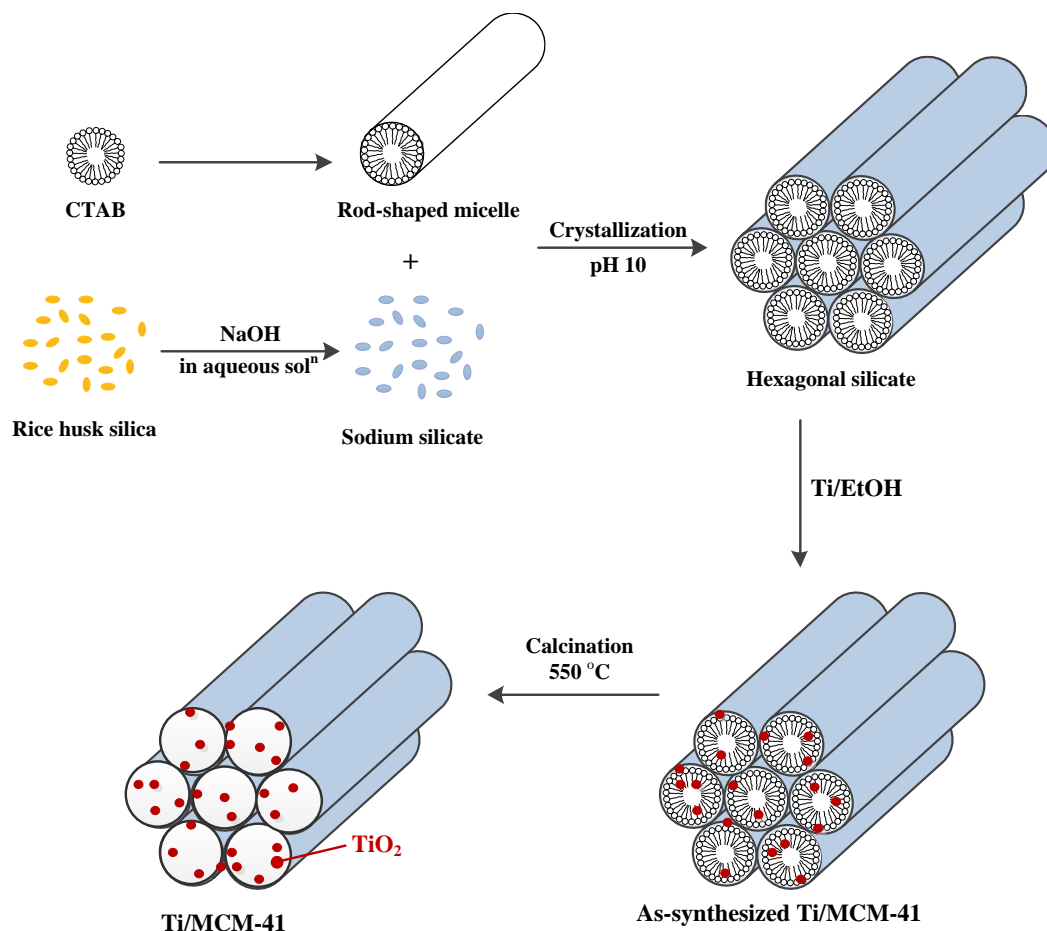 CTAB
Rod-shaped micelle
+
Crystallization
pH 10
Rice husk silica
NaOH
in aqueous solⁿ
Sodium silicate
Hexagonal silicate
Ti/EtOH
Calcination
550 °C
TiO₂
Ti/MCM-41
As-synthesized Ti/MCM-41